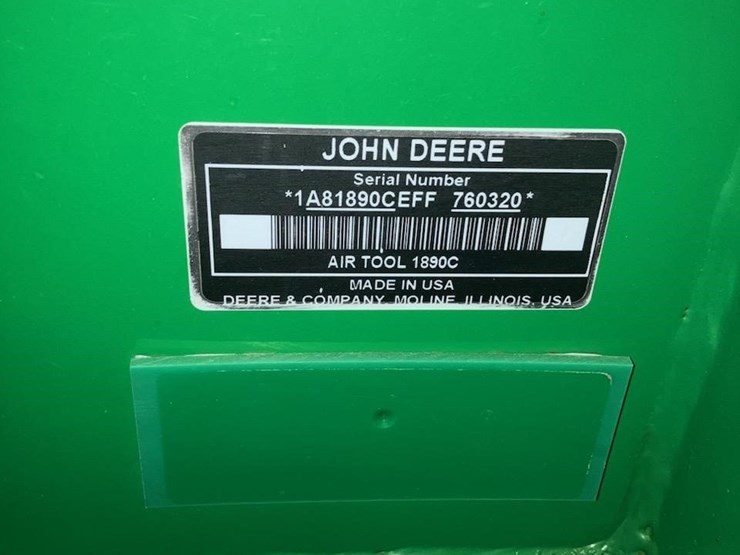 JOHN DEERE
Serial Number
*1A81890CEFF 760320*
AIR TOOL 1890C
MADE IN USA
DEERE & COMPANY MOLINE ILLINOIS, USA